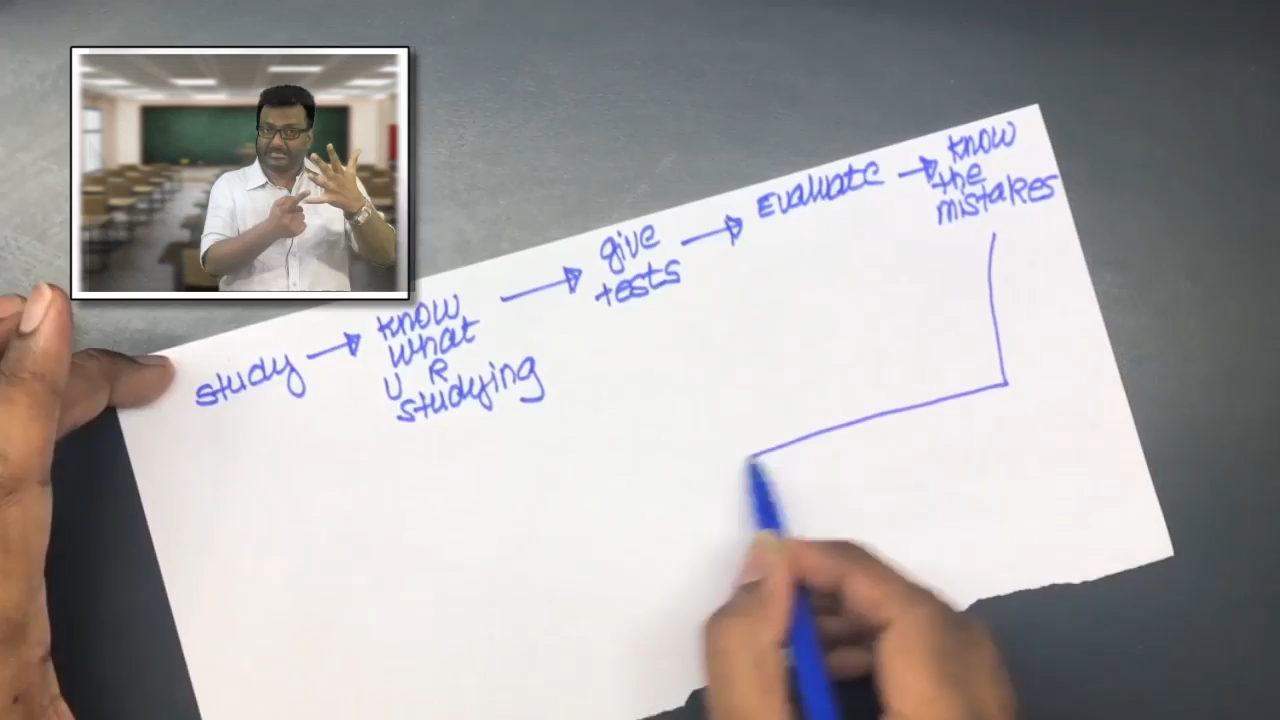 study
know
what
U R
studying
give
tests
Evaluate
know
the
mistakes